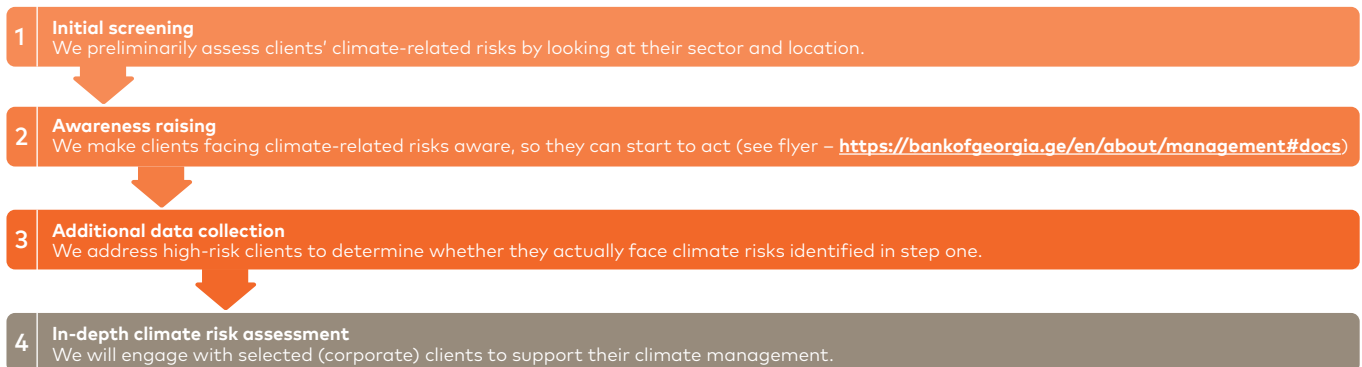 1
Initial screening
We preliminarily assess clients’ climate-related risks by looking at their sector and location.
2
Awareness raising
We make clients facing climate-related risks aware, so they can start to act (see flyer – https://bankofgeorgia.ge/en/about/management#docs)
3
Additional data collection
We address high-risk clients to determine whether they actually face climate risks identified in step one.
4
In-depth climate risk assessment
We will engage with selected (corporate) clients to support their climate management.